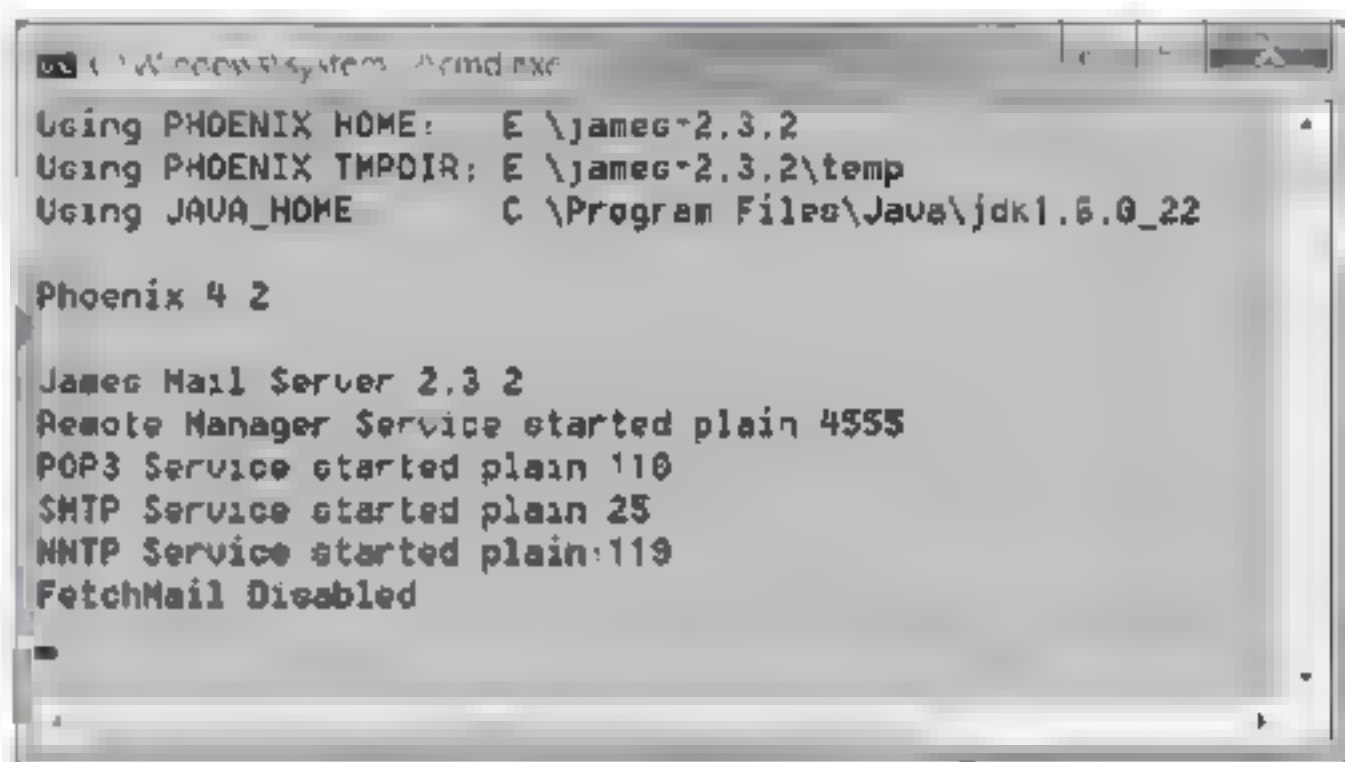 cmd.exe
Using PHOENIX HOME: E \james-2.3.2
Using PHOENIX TMPDIR: E \james-2.3.2\temp
Using JAVA_HOME C \Program Files\Java\jdk1.6.0_22
Phoenix 4 2
James Mail Server 2.3 2
Remote Manager Service started plain 4555
POP3 Service started plain 110
SMTP Service started plain 25
NNTP Service started plain:119
FetchMail Disabled